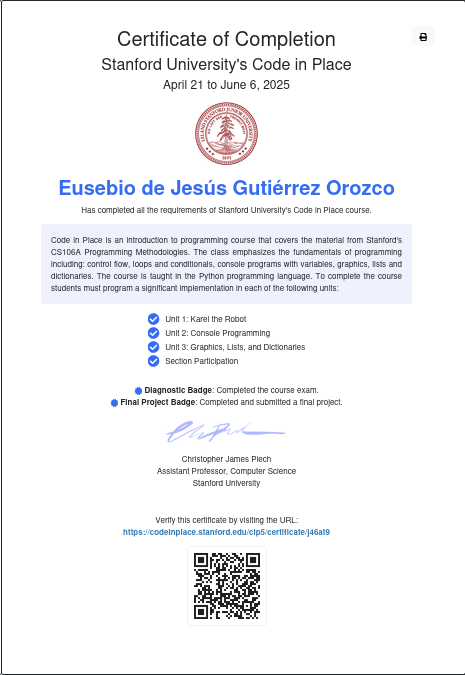 Certificate of Completion
Stanford University's Code in Place
April 21 to June 6, 2025
Eusebio de Jesús Gutiérrez Orozco
Has completed all the requirements of Stanford University's Code in Place course.
Code in Place is an introduction to programming course that covers the material from Stanford's
CS106A Programming Methodologies. The class emphasizes the fundamentals of programming
including: control flow, loops and conditionals, console programs with variables, graphics, lists and
dictionaries. The course is taught in the Python programming language. To complete the course
students must program a significant implementation in each of the following units:
Unit 1: Karel the Robot
Unit 2: Console Programming
Unit 3: Graphics, Lists, and Dictionaries
Section Participation
Diagnostic Badge: Completed the course exam.
Final Project Badge: Completed and submitted a final project.
Christopher James Piech
Assistant Professor, Computer Science
Stanford University
Verify this certificate by visiting the URL:
https://codeinplace.stanford.edu/cip5/certificate/j46at9